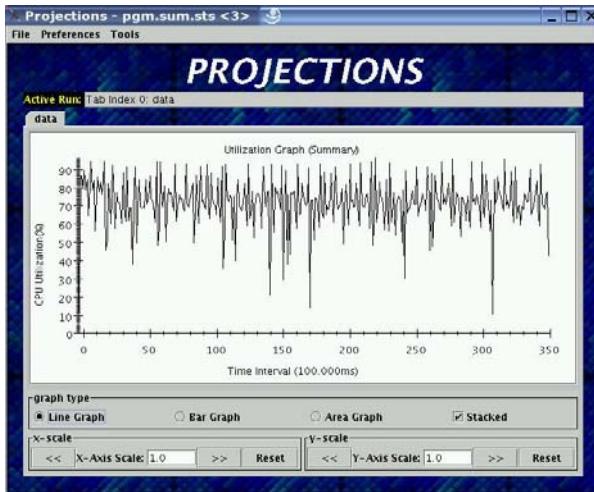 Projections - pgm.sum.sts <3>
File Preferences Tools
PROJECTIONS
Active Run: Tab Index 0: data
data
Utilization Graph (Summary)
90
80
70
60
50
40
30
20
10
0
CPU Utilization(%)
0 50 100 150 200 250 300 350
Time Interval (100.000ms)
graph type
Line Graph Bar Graph Area Graph Stacked
x-scale y-scale
<< X-Axis Scale: 1.0 >> Reset << Y-Axis Scale: 1.0 >> Reset